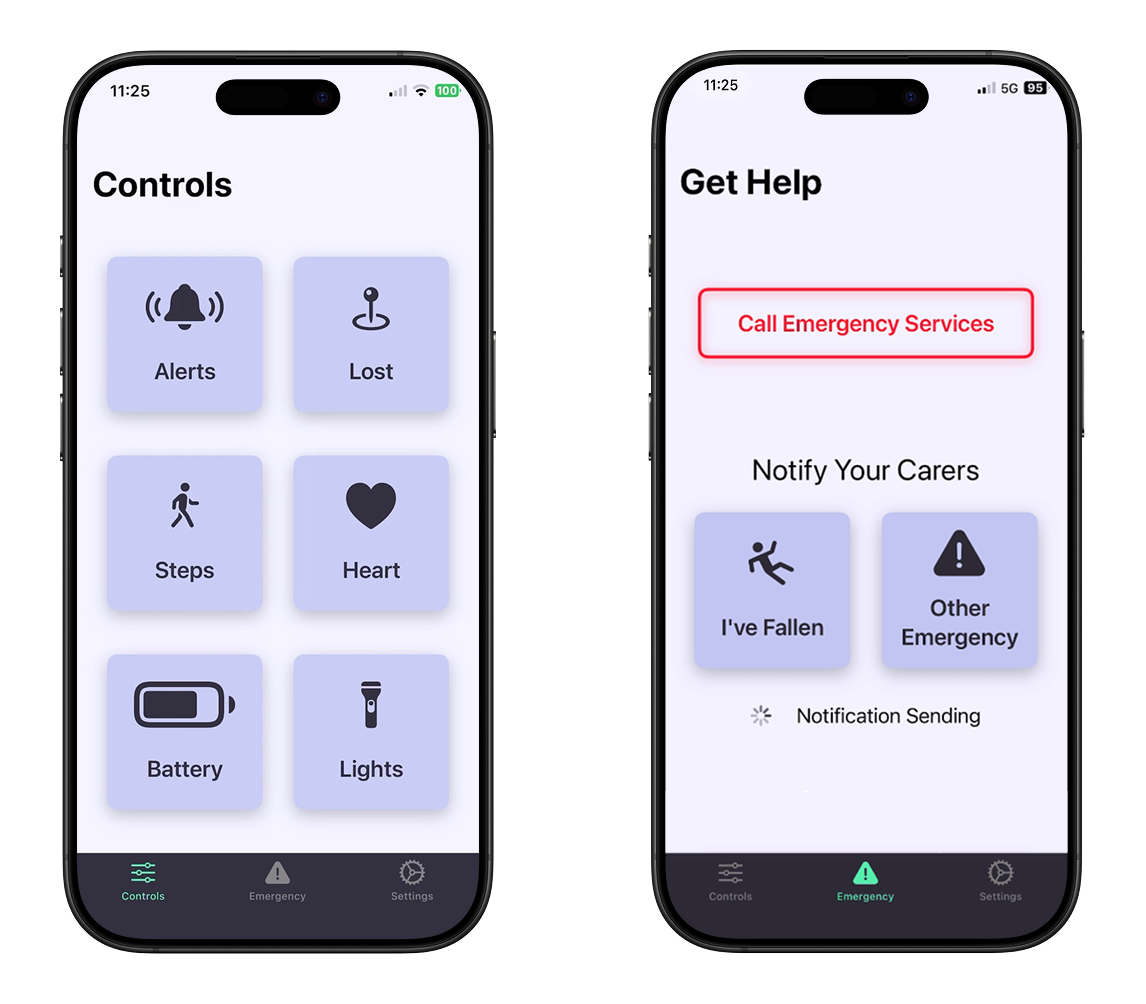 11:25
100
Controls
Alerts
Lost
Steps
Heart
Battery
Lights
Controls
Emergency
Settings
11:25
5G
95
Get Help
Call Emergency Services
Notify Your Carers
I've Fallen
Other
Emergency
Notification Sending
Controls
Emergency
Settings